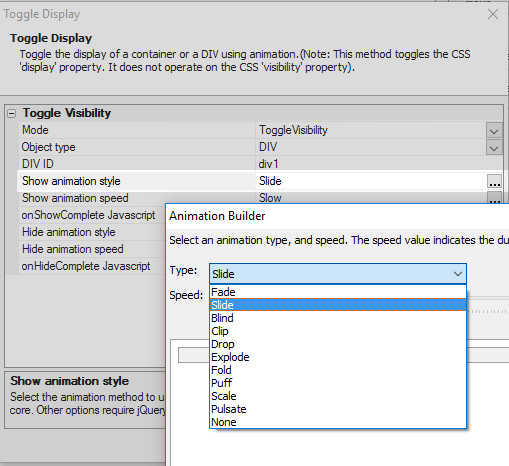 Toggle Display
Toggle Display
Toggle the display of a container or a DIV using animation.(Note: This method toggles the CSS
'display' property. It does not operate on the CSS 'visibility' property).
Toggle Visibility
Mode ToggleVisibility
Object type DIV
DIV ID div1
Show animation style Slide ...
Show animation speed Slow ...
onShowComplete Javascript
Hide animation style
Hide animation speed
onHideComplete Javascript
Animation Builder
Select an animation type, and speed. The speed value indicates the du
Type: Slide
Speed:
Fade
Slide
Blind
Clip
Drop
Explode
Fold
Puff
Scale
Pulsate
None
Show animation style
Select the animation method to u
core. Other options require jQuery